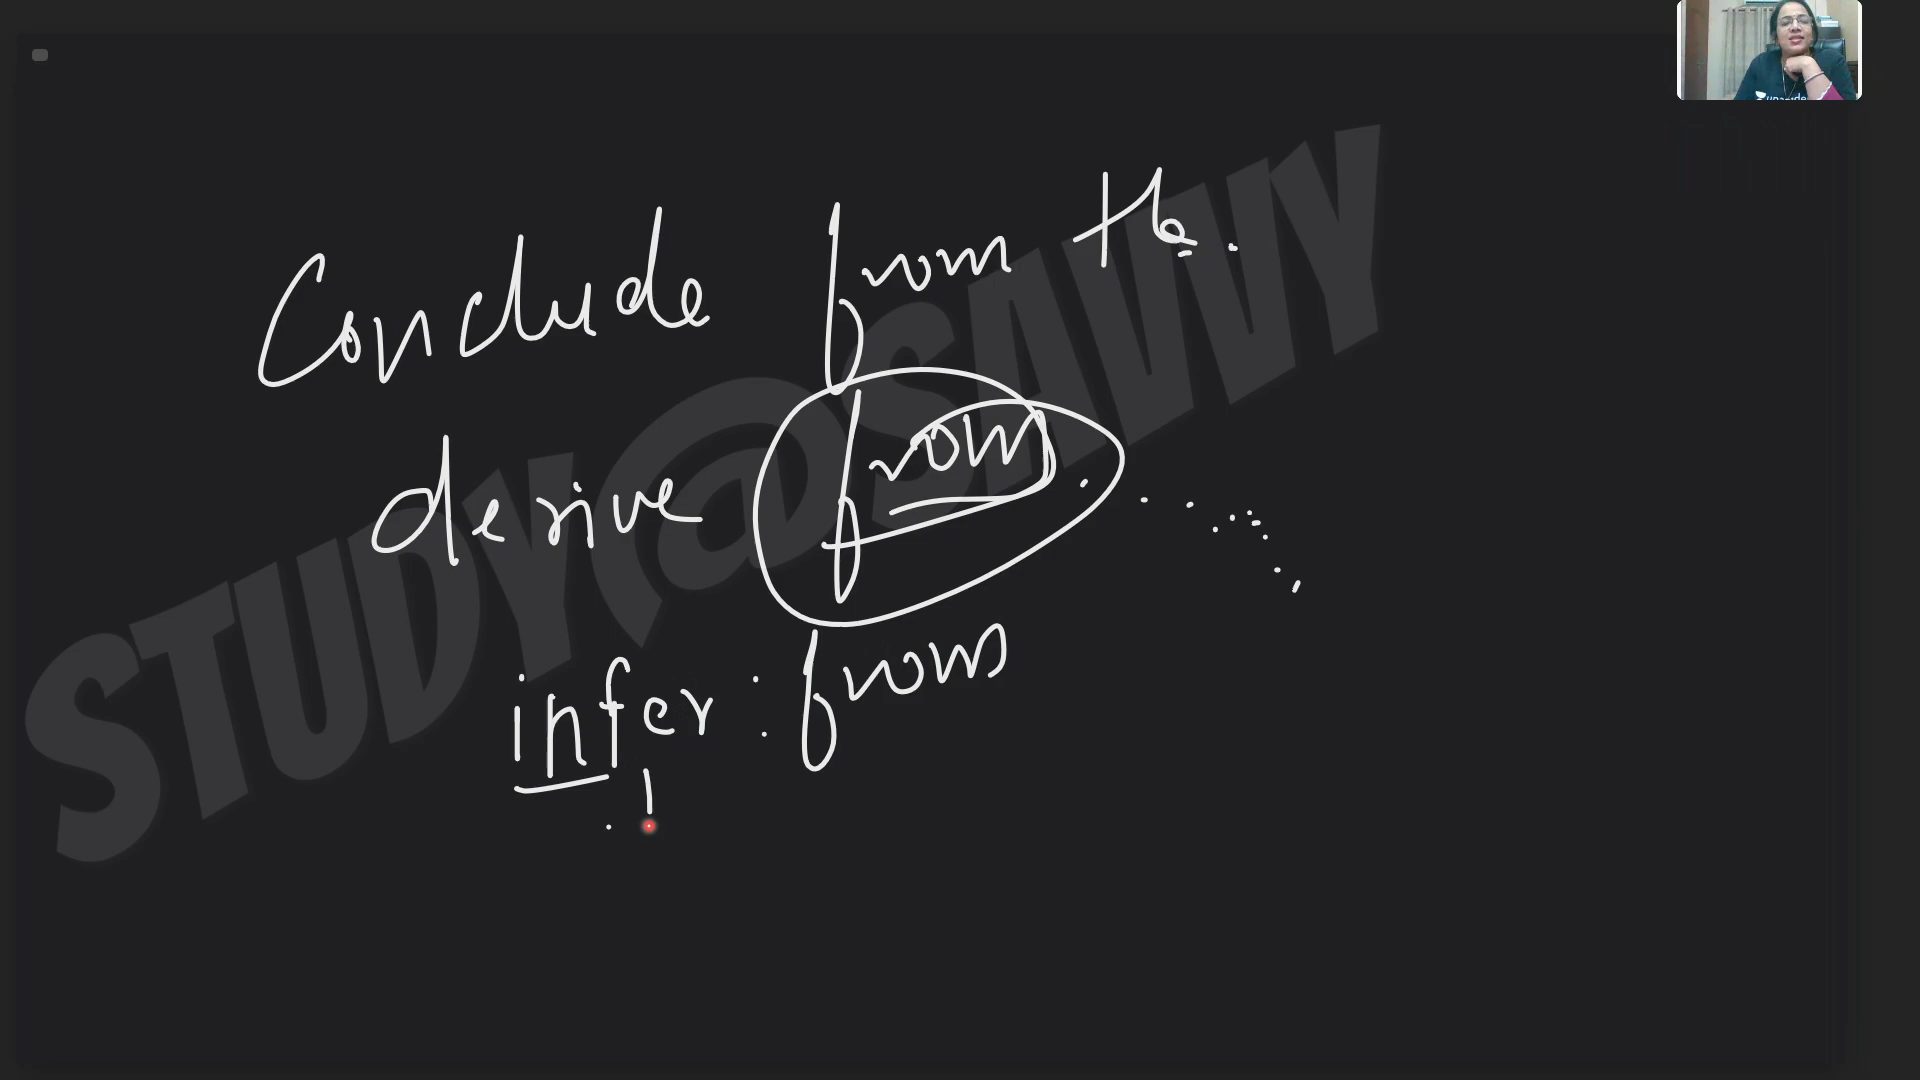 Conclude from the.
derive from. . . . . . .
infer : from
STUDY@SAVVY